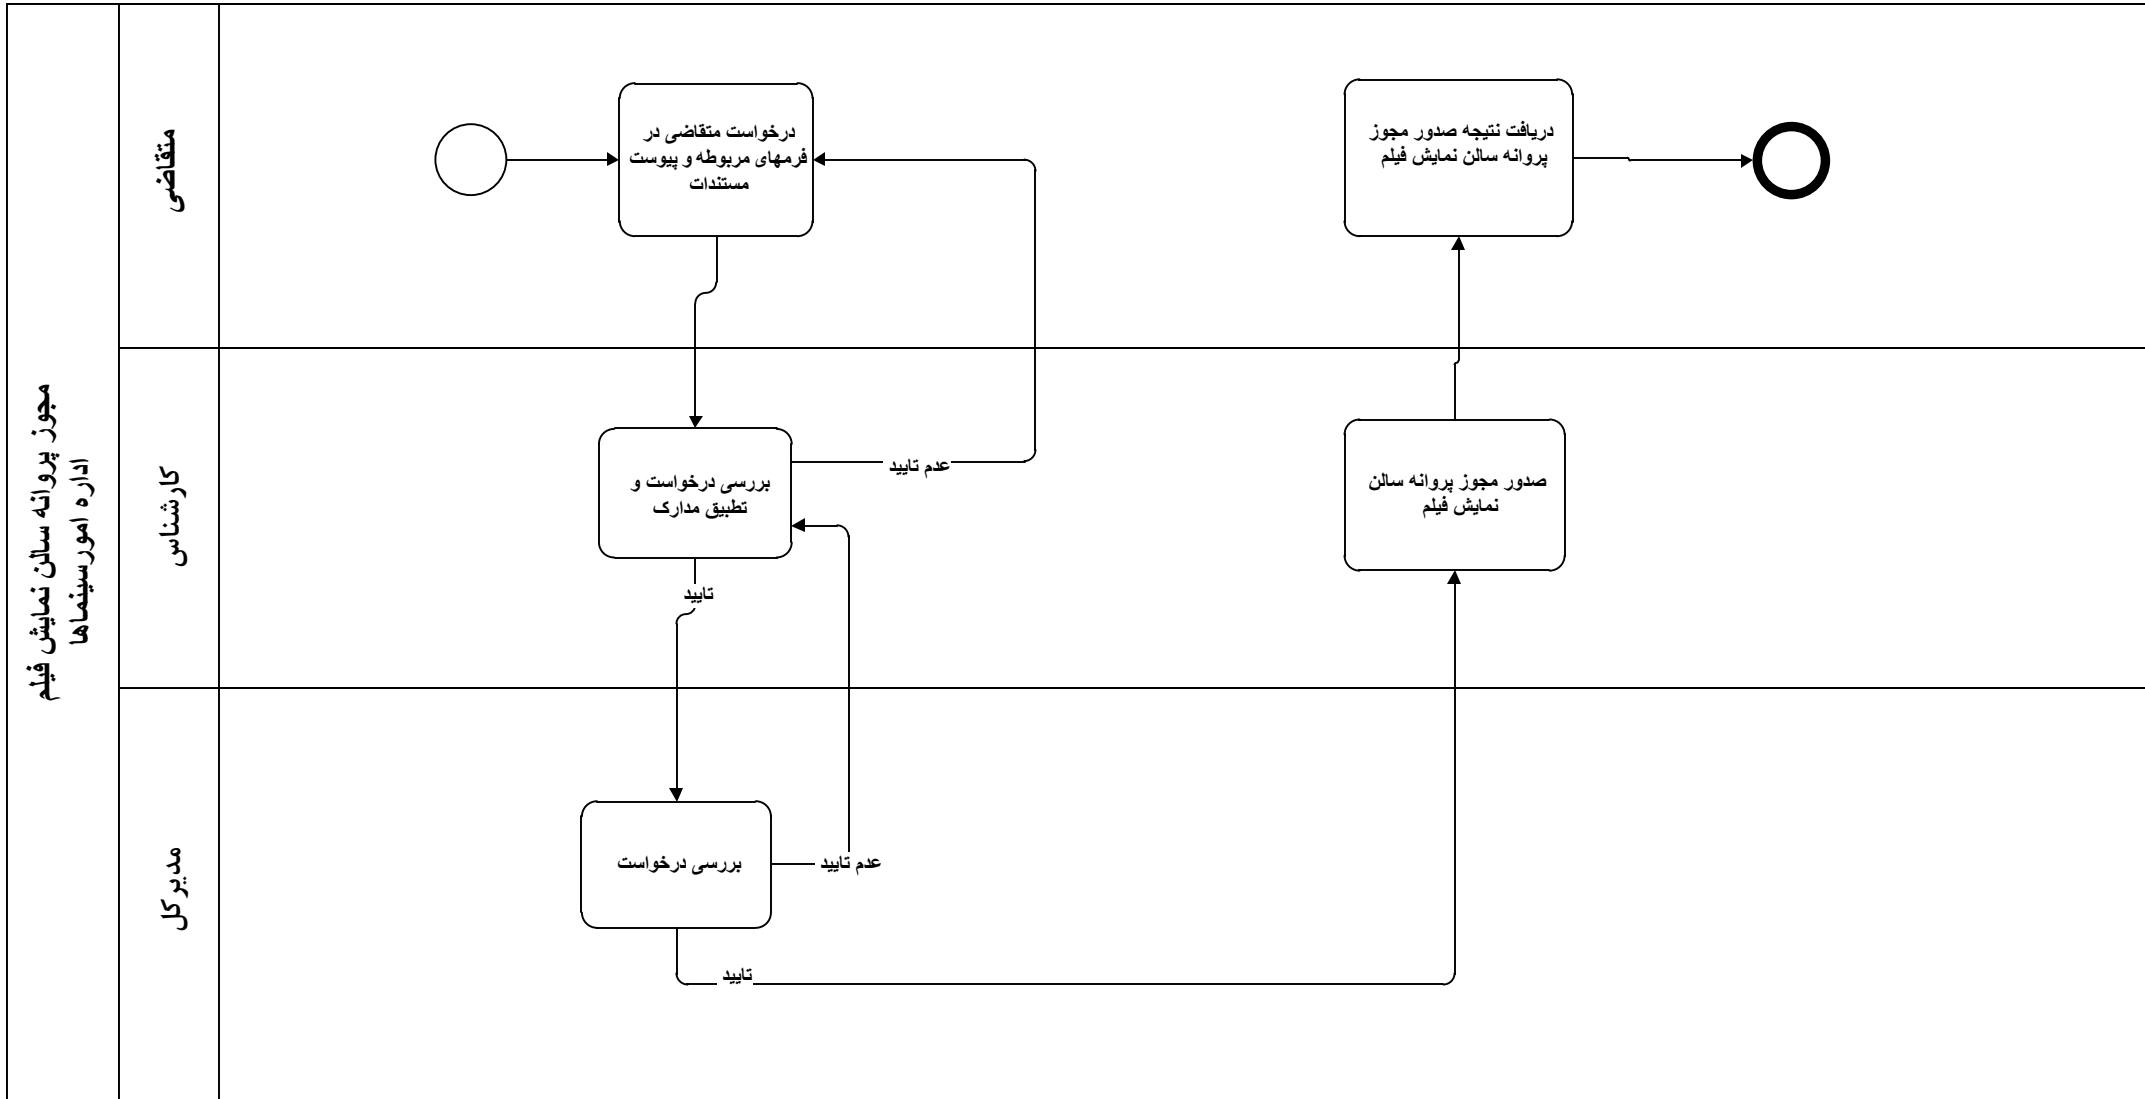 مجوز پروانه سالن نمایش فیلم
اداره امورسینماها
متقاضی
درخواست متقاضی در
فرمهای مربوطه و پیوست
مستندات
دریافت نتیجه صدور مجوز
پروانه سالن نمایش فیلم
کارشناس
بررسی درخواست و
تطبیق مدارک
عدم تایید
تایید
صدور مجوز پروانه سالن
نمایش فیلم
مدیرکل
بررسی درخواست
عدم تایید
تایید